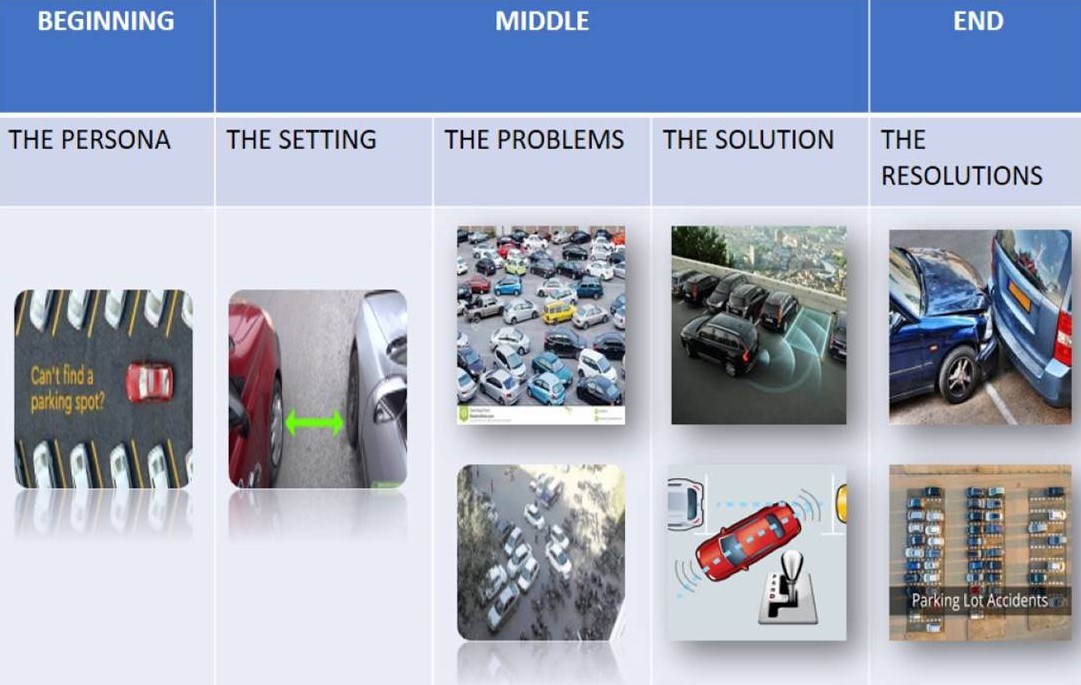 BEGINNING
MIDDLE
END
THE PERSONA
THE SETTING
THE PROBLEMS
THE SOLUTION
THE
RESOLUTIONS
Can't find a
parking spot?
Parking Lot Accidents